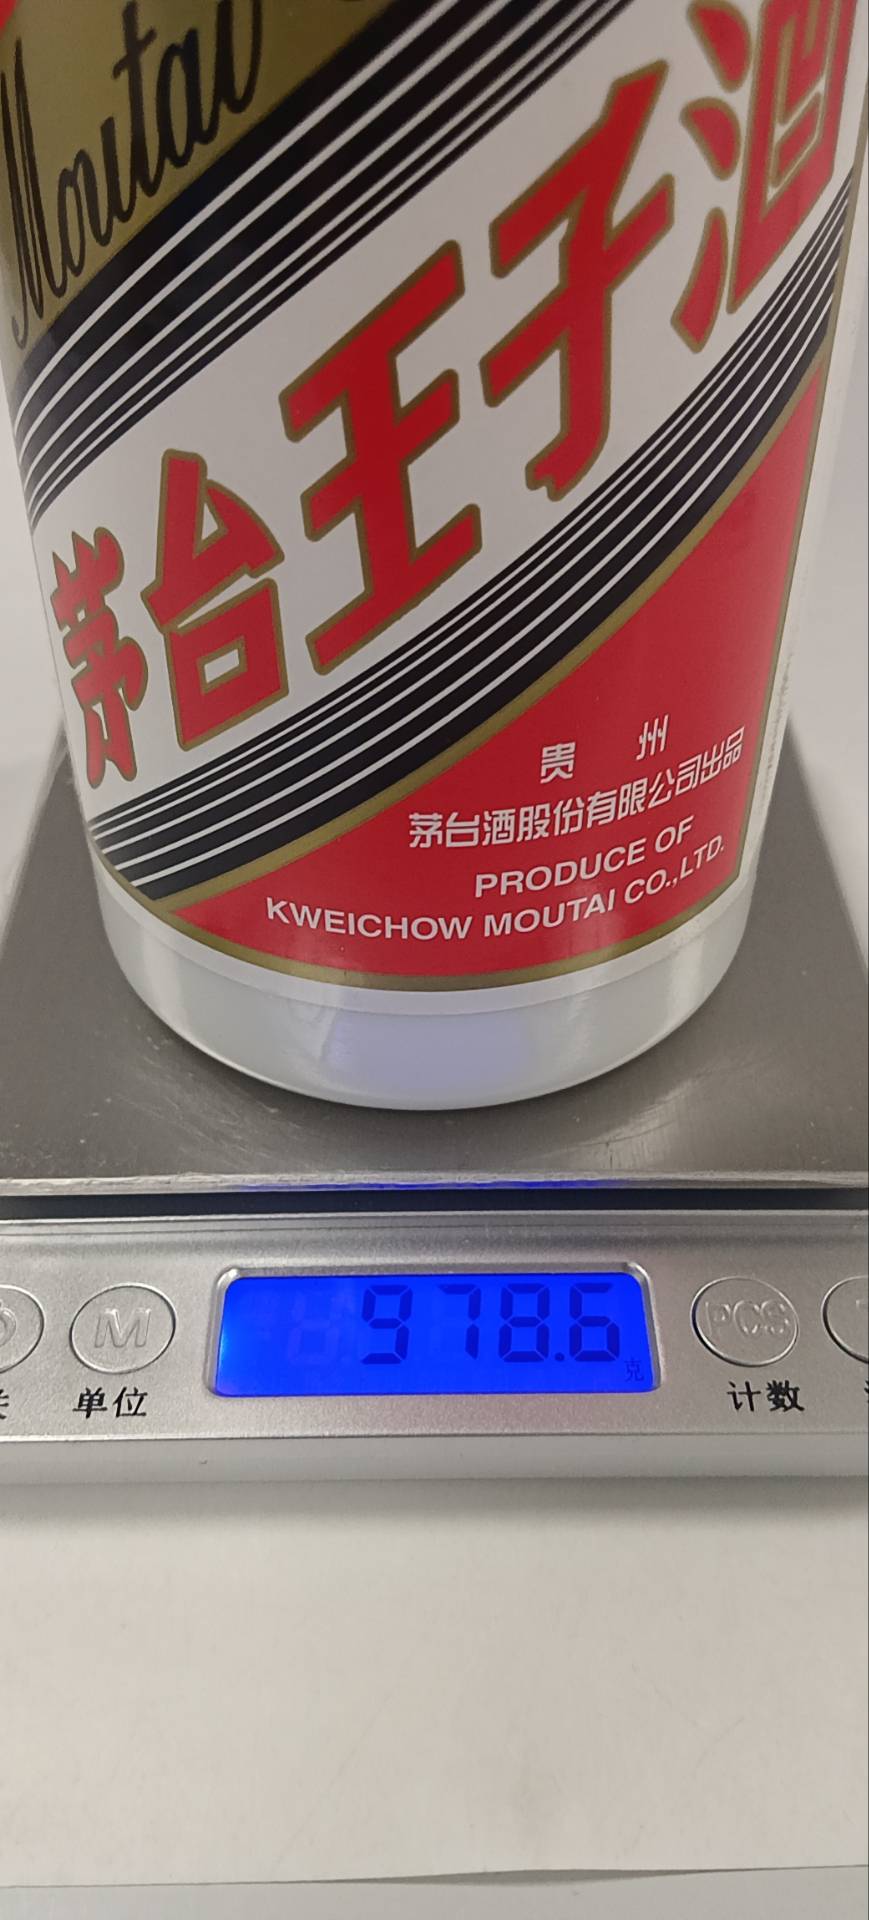 Moutai
茅台王子酒
贵州
茅台酒股份有限公司出品
PRODUCE OF
KWEICHOW MOUTAI CO.,LTD.
978.6
克
M
PCS
单位
计数